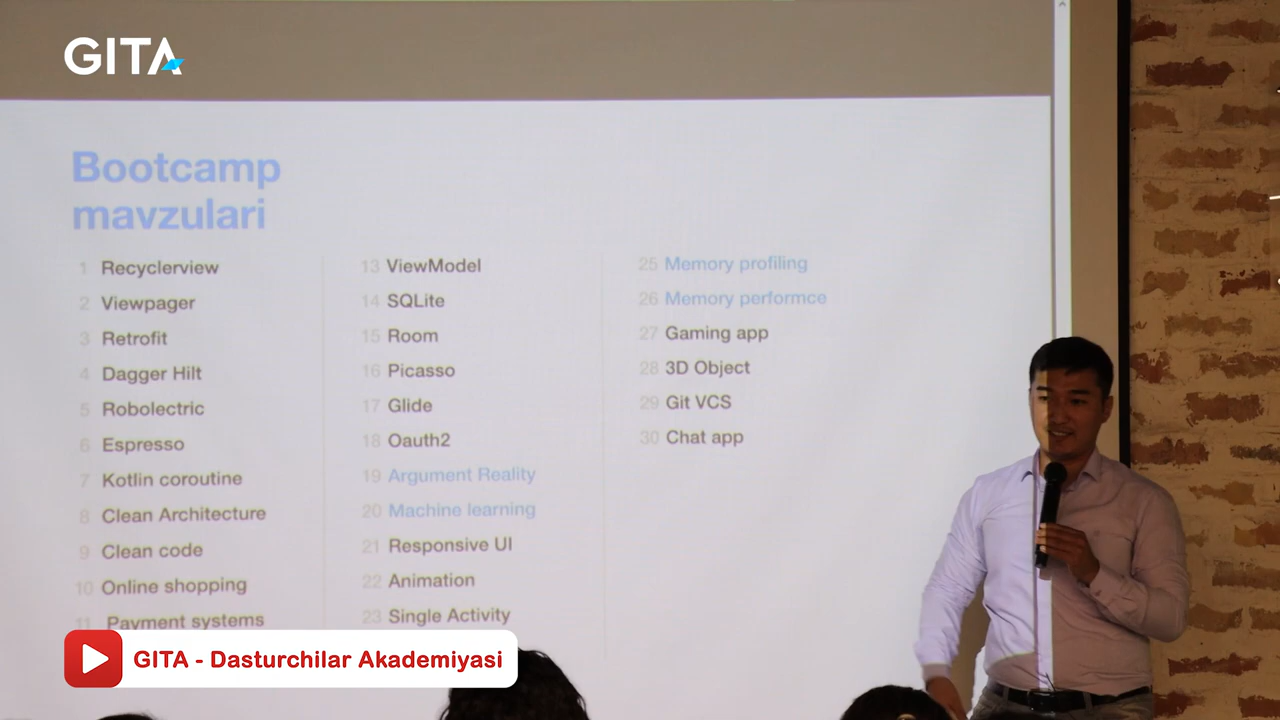 GITA
Bootcamp
mavzulari
1 Recyclerview
2 Viewpager
3 Retrofit
4 Dagger Hilt
5 Robolectric
6 Espresso
7 Kotlin coroutine
8 Clean Architecture
9 Clean code
10 Online shopping
11 Payment systems
13 ViewModel
14 SQLite
15 Room
16 Picasso
17 Glide
18 Oauth2
19 Argument Reality
20 Machine learning
21 Responsive UI
22 Animation
23 Single Activity
25 Memory profiling
26 Memory performce
27 Gaming app
28 3D Object
29 Git VCS
30 Chat app
GITA - Dasturchilar Akademiyasi